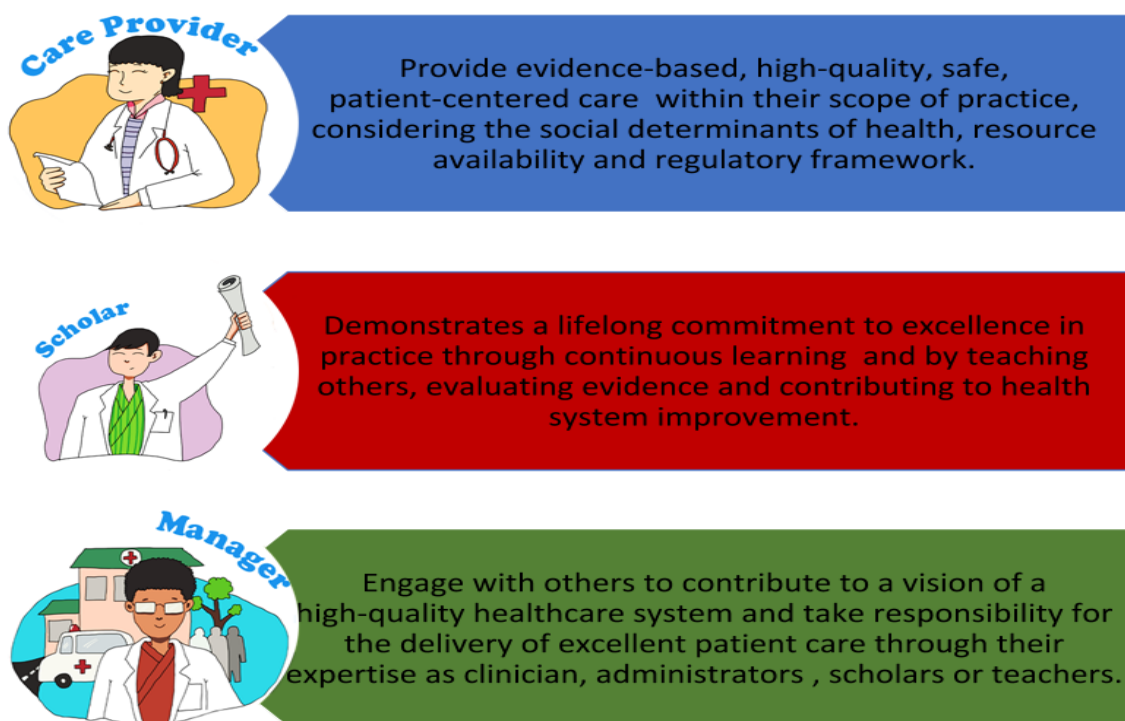 Care Provider
Provide evidence-based, high-quality, safe,
patient-centered care within their scope of practice,
considering the social determinants of health, resource
availability and regulatory framework.
Scholar
Demonstrates a lifelong commitment to excellence in
practice through continuous learning and by teaching
others, evaluating evidence and contributing to health
system improvement.
Manager
Engage with others to contribute to a vision of a
high-quality healthcare system and take responsibility for
the delivery of excellent patient care through their
expertise as clinician, administrators , scholars or teachers.